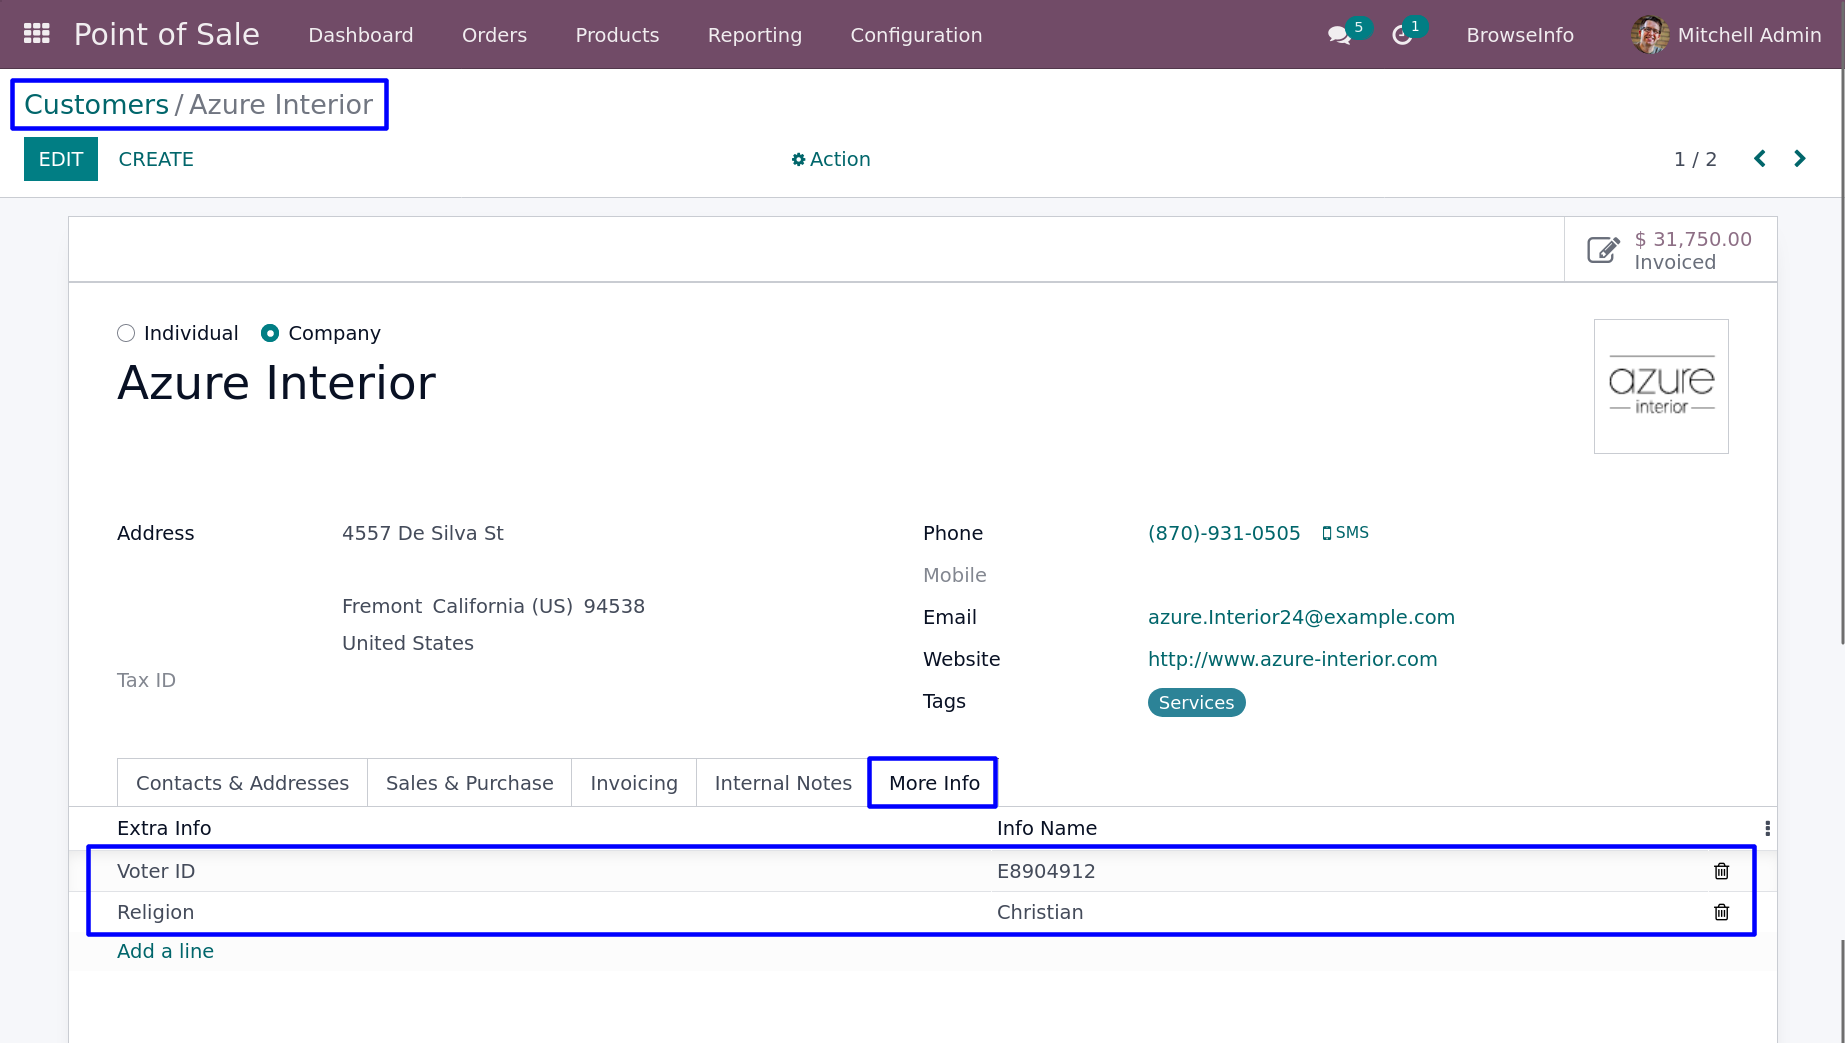 Point of Sale Dashboard Orders Products Reporting Configuration 5 1 BrowseInfo Mitchell Admin
Customers / Azure Interior
EDIT CREATE Action 1 / 2
$ 31,750.00
Invoiced
Individual Company
Azure Interior
azure
interior
Address 4557 De Silva St Phone (870)-931-0505 SMS
Mobile
Fremont California (US) 94538 Email azure.Interior24@example.com
United States Website http://www.azure-interior.com
Tax ID Tags Services
Contacts & Addresses Sales & Purchase Invoicing Internal Notes More Info
Extra Info Info Name
Voter ID E8904912
Religion Christian
Add a line